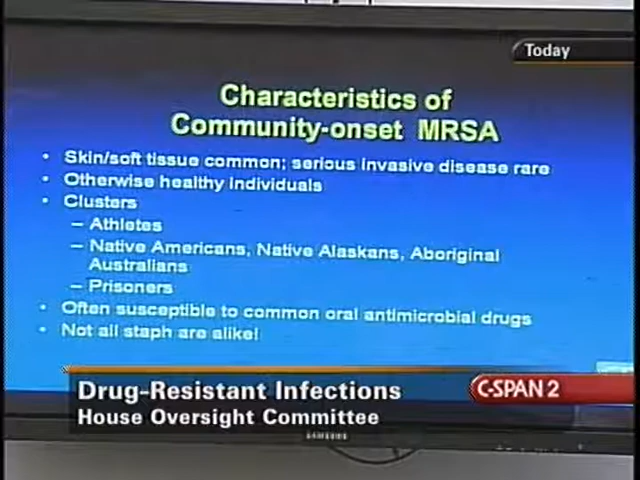 Today
Characteristics of
Community-onset MRSA
• Skin/soft tissue common; serious invasive disease rare
• Otherwise healthy individuals
• Clusters
– Athletes
– Native Americans, Native Alaskans, Aboriginal
Australians
– Prisoners
• Often susceptible to common oral antimicrobial drugs
• Not all staph are alike!
Drug-Resistant Infections
House Oversight Committee
C-SPAN 2
SAMSUNG